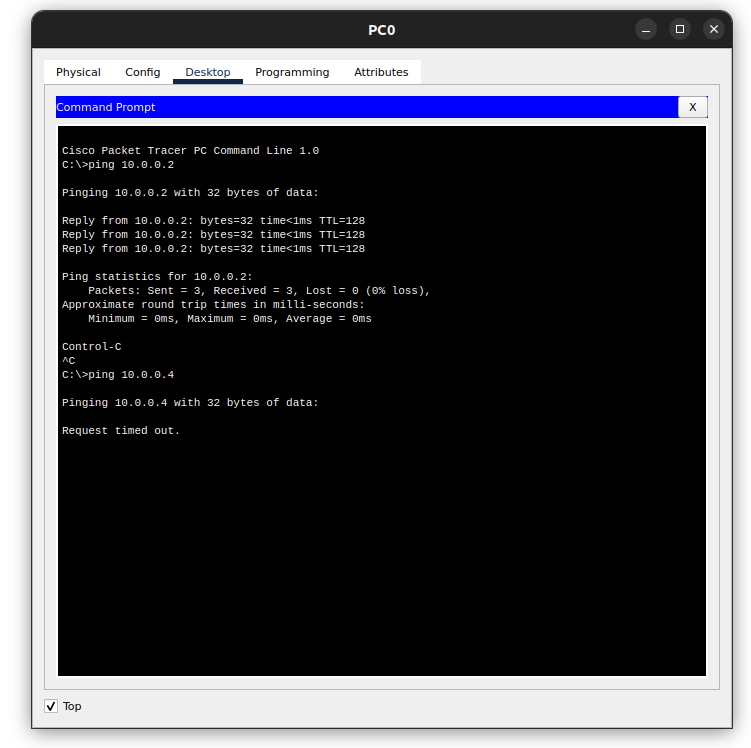 PC0
Physical Config Desktop Programming Attributes
Command Prompt
X
Cisco Packet Tracer PC Command Line 1.0
C:\>ping 10.0.0.2
Pinging 10.0.0.2 with 32 bytes of data:
Reply from 10.0.0.2: bytes=32 time<1ms TTL=128
Reply from 10.0.0.2: bytes=32 time<1ms TTL=128
Reply from 10.0.0.2: bytes=32 time<1ms TTL=128
Ping statistics for 10.0.0.2:
    Packets: Sent = 3, Received = 3, Lost = 0 (0% loss),
Approximate round trip times in milli-seconds:
    Minimum = 0ms, Maximum = 0ms, Average = 0ms
Control-C
^C
C:\>ping 10.0.0.4
Pinging 10.0.0.4 with 32 bytes of data:
Request timed out.
Top